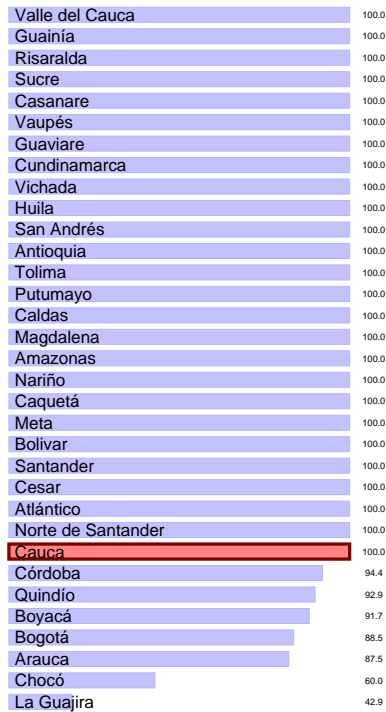 Valle del Cauca 100.0
Guainía 100.0
Risaralda 100.0
Sucre 100.0
Casanare 100.0
Vaupés 100.0
Guaviare 100.0
Cundinamarca 100.0
Vichada 100.0
Huila 100.0
San Andrés 100.0
Antioquia 100.0
Tolima 100.0
Putumayo 100.0
Caldas 100.0
Magdalena 100.0
Amazonas 100.0
Nariño 100.0
Caquetá 100.0
Meta 100.0
Bolivar 100.0
Santander 100.0
Cesar 100.0
Atlántico 100.0
Norte de Santander 100.0
Cauca 100.0
Córdoba 94.4
Quindío 92.9
Boyacá 91.7
Bogotá 88.5
Arauca 87.5
Chocó 60.0
La Guajira 42.9